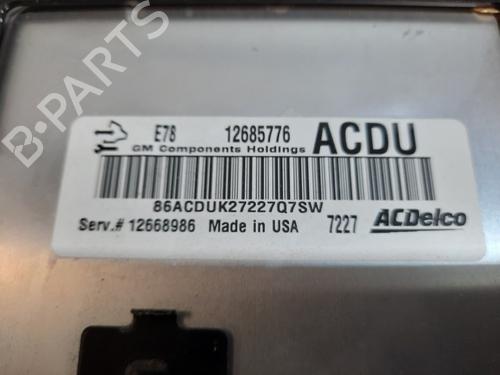 E78 12685776 ACDU
GM Components Holdings
86ACDUK27227Q7SW
Serv.# 12668986 Made in USA 7227 ACDelco
B-Parts